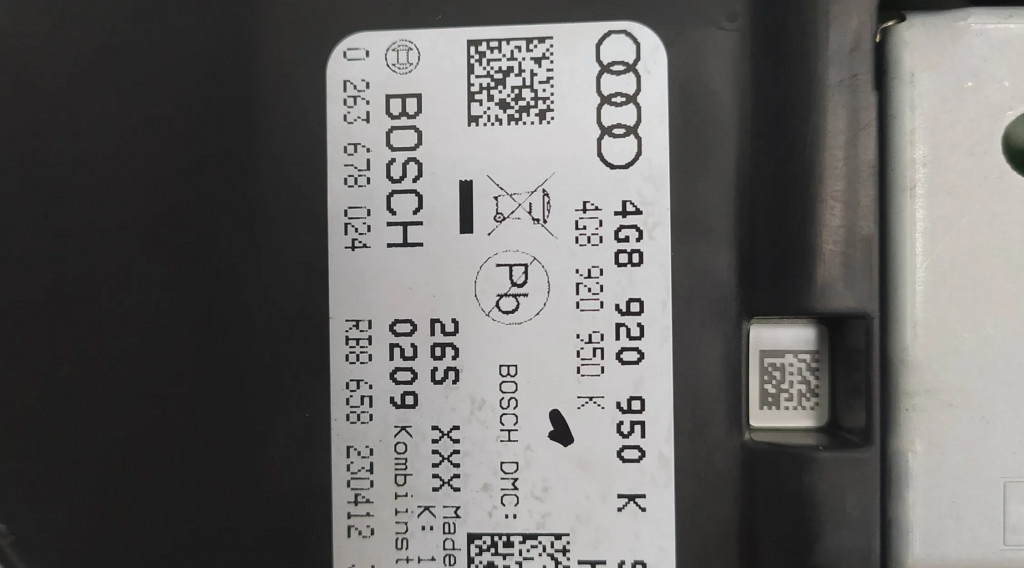 4G8 920 950 K S
4G8 920 950 K H
Pb BOSCH DMC:
26S XXX Made
0209 K: 1
BOSCH Kombiinst
0 263 678 024 RB8 658 230412